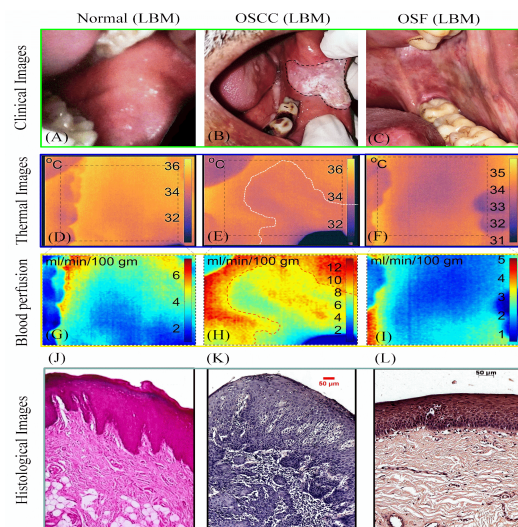 Normal (LBM) OSCC (LBM) OSF (LBM)
Clinical Images
(A) (B) (C)
Thermal Images
°C °C °C
36
34
32
36
34
32
35
34
33
32
31
(D) (E) (F)
Blood perfusion
ml/min/100 gm ml/min/100 gm ml/min/100 gm
6
4
2
12
10
8
6
4
2
5
4
3
2
1
(G) (H) (I)
Histological Images
(J) (K) (L)
50 µm
50 µm